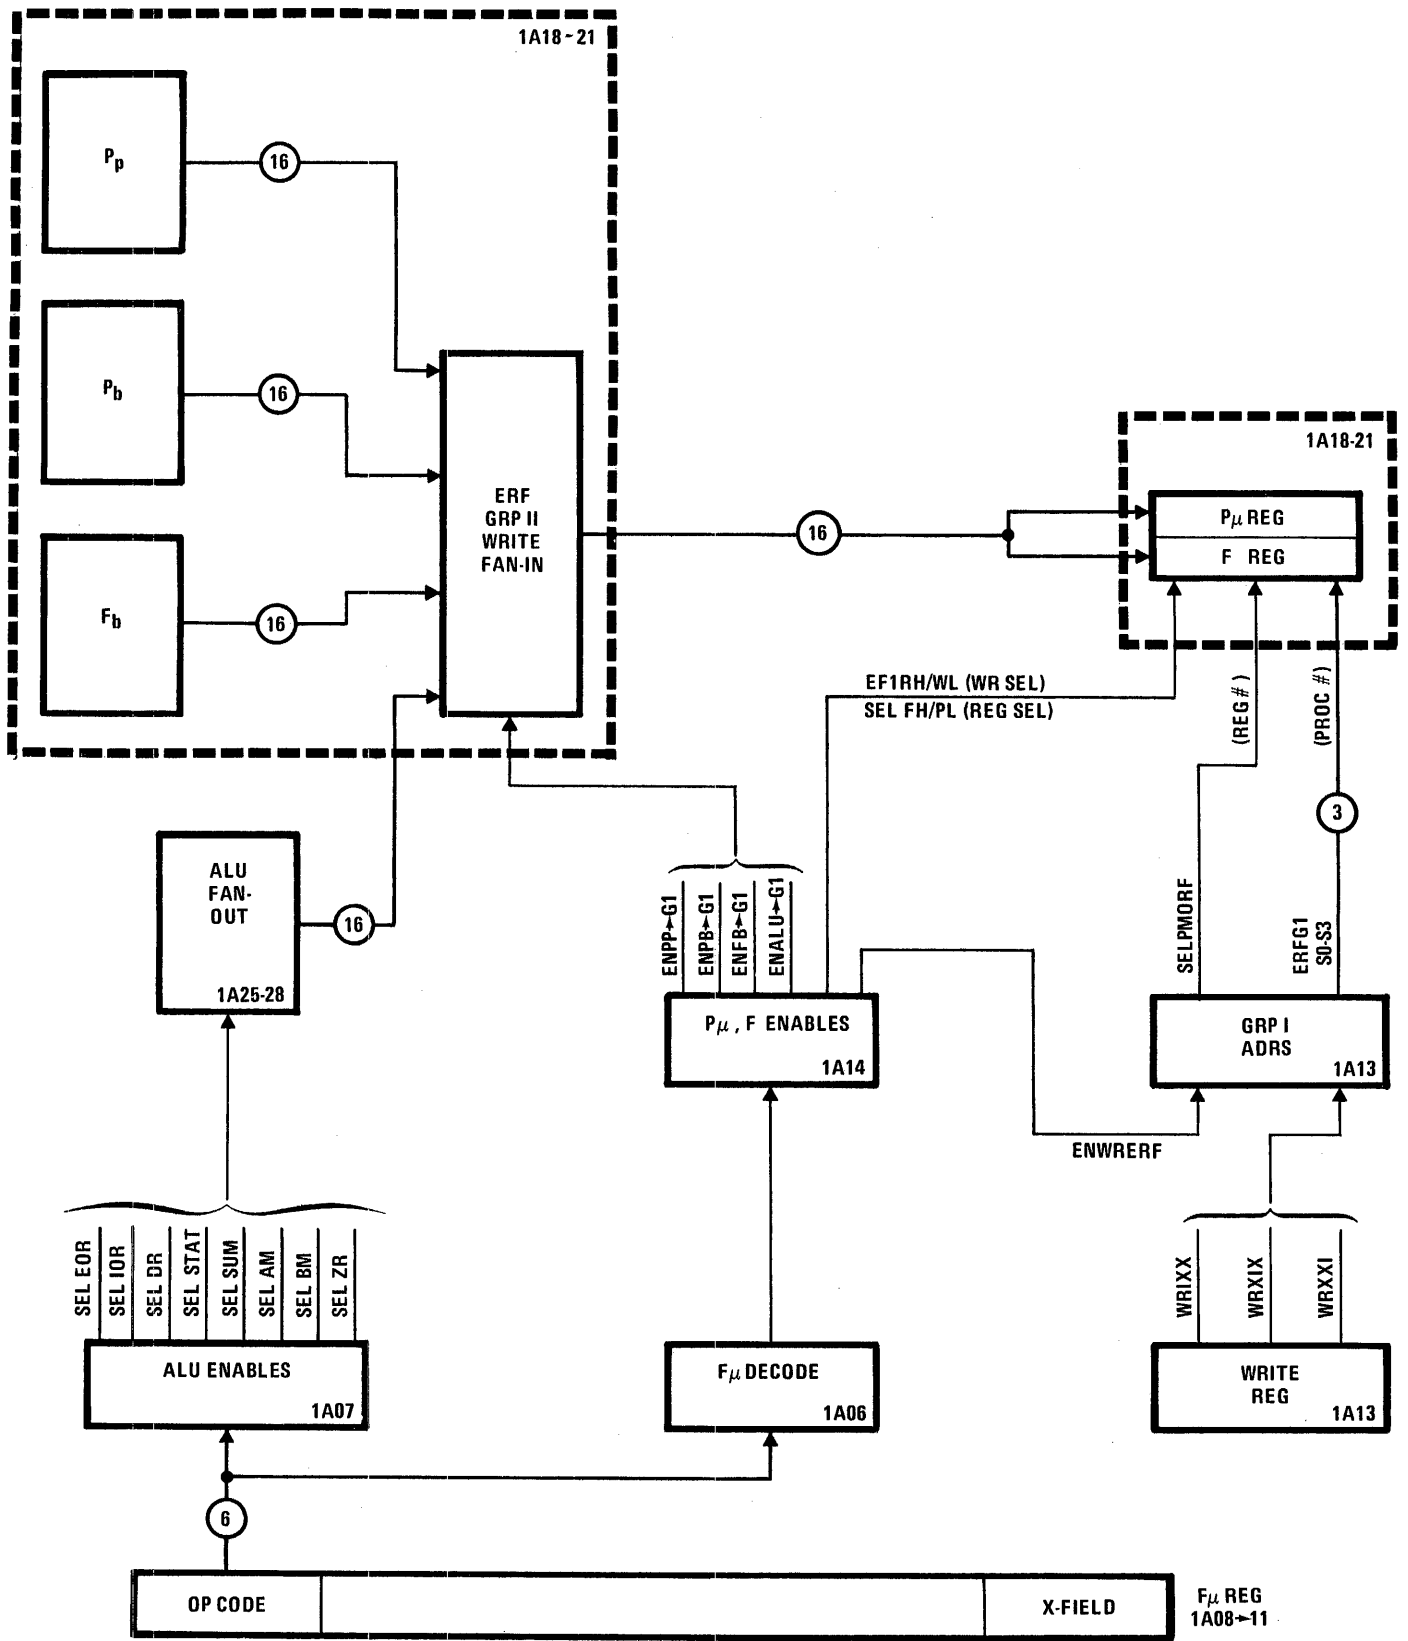 1A18-21
Pp
16
Pb
16
Fb
16
ERF
GRP II
WRITE
FAN-IN
16
1A18-21
Pμ REG
F REG
EF1RH/WL (WR SEL)
SEL FH/PL (REG SEL)
(REG #)
(PROC #)
3
ALU
FAN-
OUT
1A25-28
16
ENPP→G1
ENPB→G1
ENFB→G1
ENALU→G1
SELPMORF
ERFG1
S0-S3
Pμ, F ENABLES
1A14
GRP I
ADRS
1A13
ENWRERF
SEL EOR
SEL IOR
SEL DR
SEL STAT
SEL SUM
SEL AM
SEL BM
SEL ZR
WRIXX
WRXIX
WRXXI
ALU ENABLES
1A07
Fμ DECODE
1A06
WRITE
REG
1A13
6
OP CODE
X-FIELD
Fμ REG
1A08→11